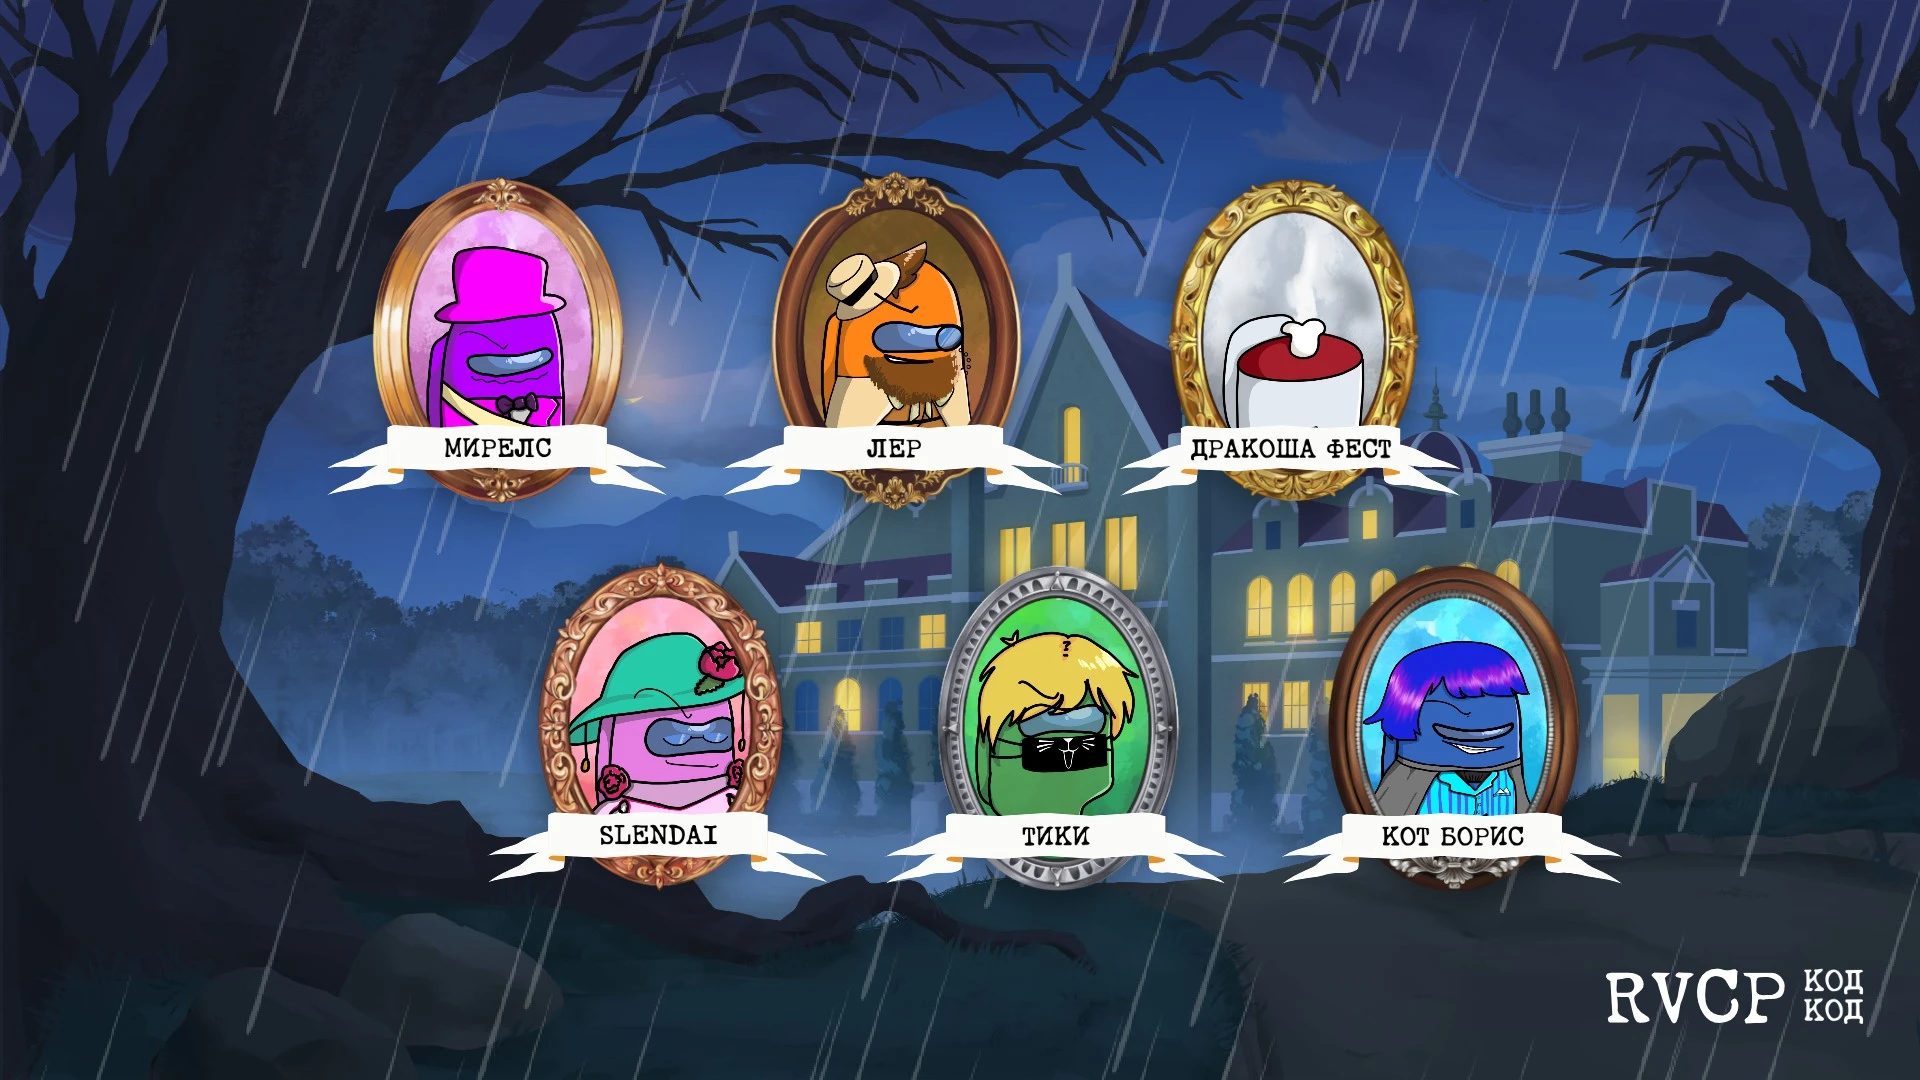 МИРЕЛС
ЛЕР
ДРАКОША ФЕСТ
?
SLENDAI
ТИКИ
КОТ БОРИС
RVCP
КОД
КОД